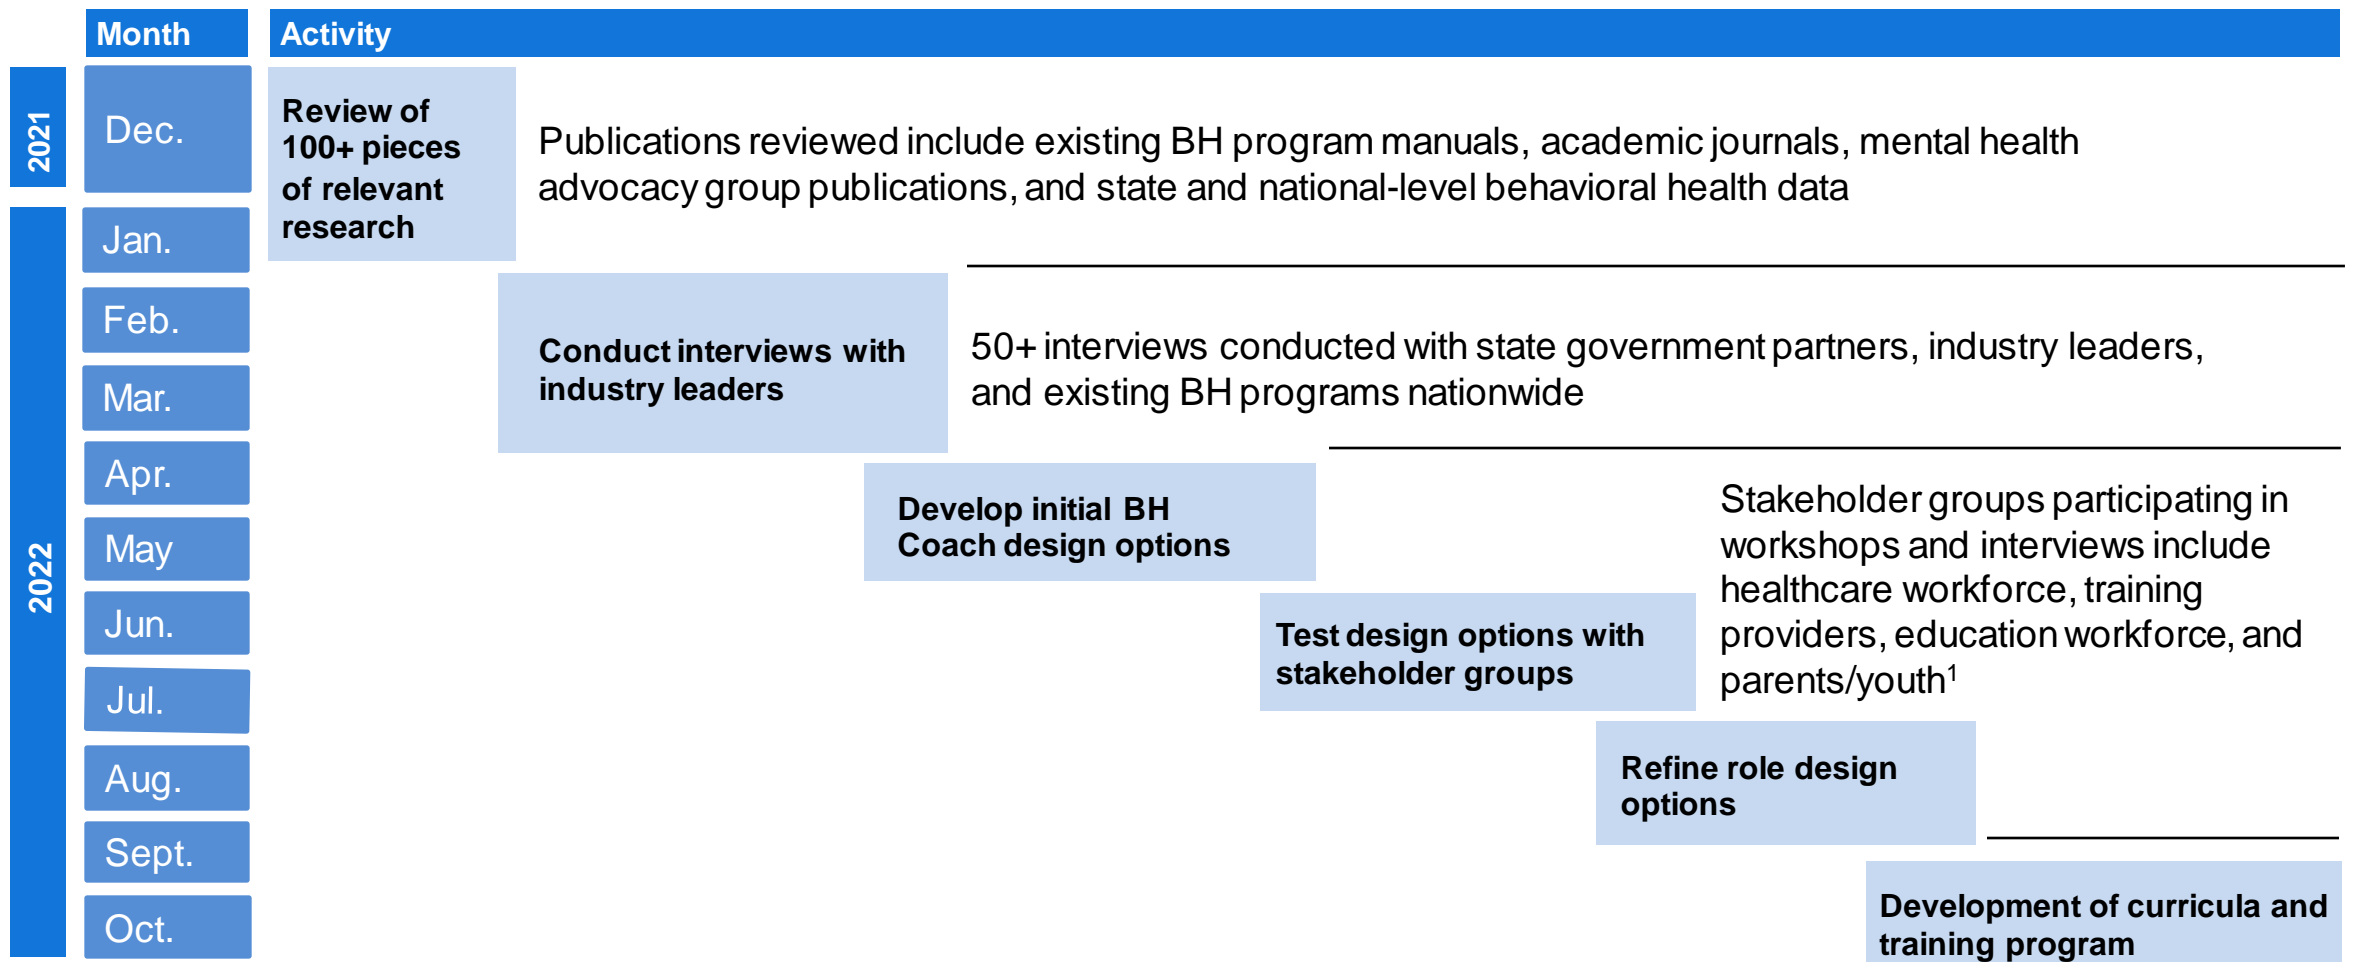 Month
Activity
2021
Dec.
Review of
100+ pieces
of relevant
research
Publications reviewed include existing BH program manuals, academic journals, mental health
advocacy group publications, and state and national-level behavioral health data
2022
Jan.
Feb.
Mar.
Conduct interviews with
industry leaders
50+ interviews conducted with state government partners, industry leaders,
and existing BH programs nationwide
Apr.
May
Develop initial BH
Coach design options
Stakeholder groups participating in
workshops and interviews include
healthcare workforce, training
providers, education workforce, and
parents/youth¹
Jun.
Jul.
Test design options with
stakeholder groups
Aug.
Sept.
Refine role design
options
Oct.
Development of curricula and
training program